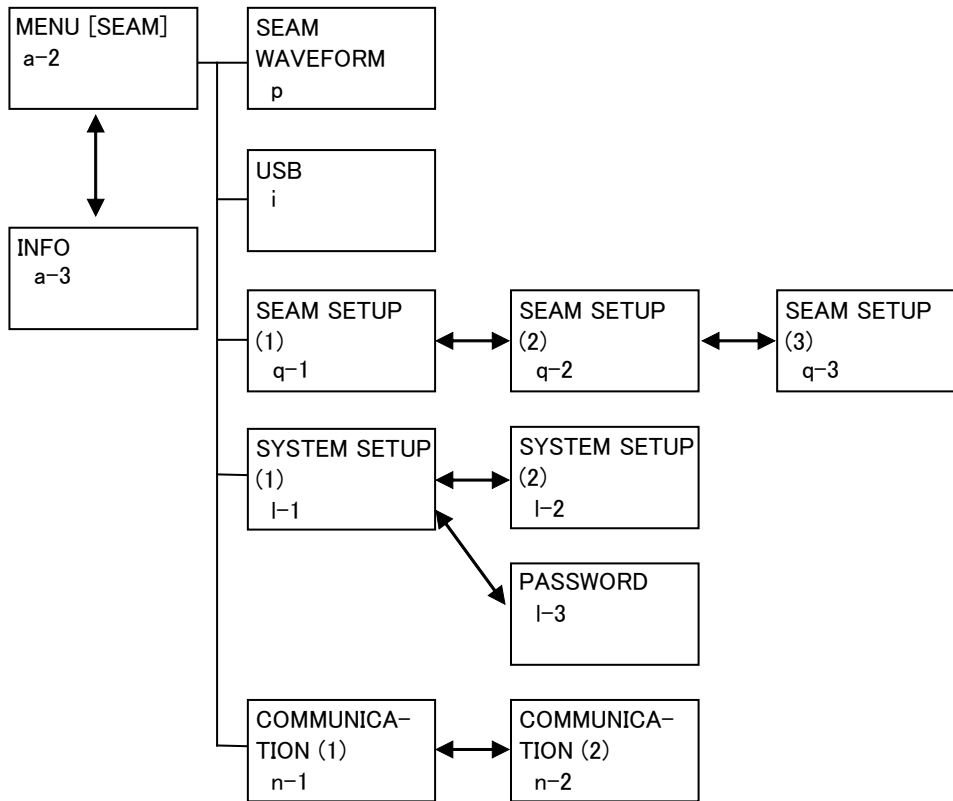 MENU [SEAM]
a-2
SEAM
WAVEFORM
p
USB
i
INFO
a-3
SEAM SETUP
(1)
q-1
SEAM SETUP
(2)
q-2
SEAM SETUP
(3)
q-3
SYSTEM SETUP
(1)
l-1
SYSTEM SETUP
(2)
l-2
PASSWORD
l-3
COMMUNICA-
TION (1)
n-1
COMMUNICA-
TION (2)
n-2